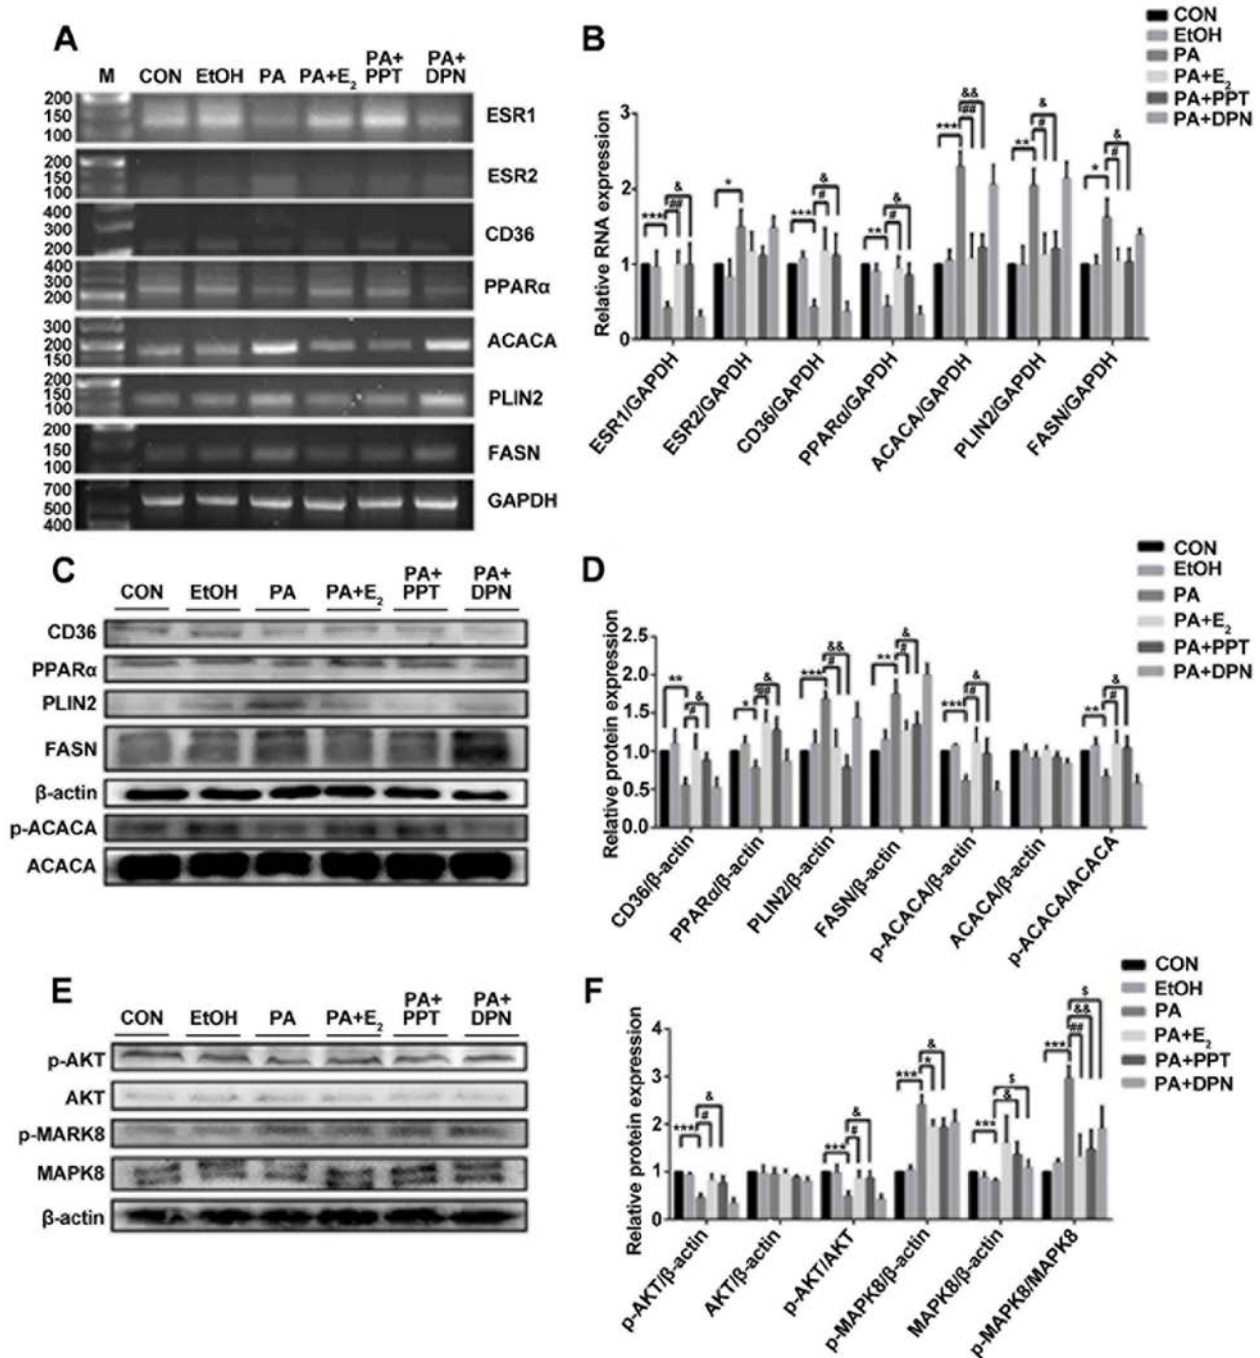 A
M CON EtOH PA PA+E2 PA+ PPT PA+ DPN
200
150
100
ESR1
200
150
100
ESR2
400
300
200
CD36
400
300
200
PPARα
300
200
150
ACACA
200
150
100
PLIN2
200
150
100
FASN
700
500
400
GAPDH
B
CON
EtOH
PA
PA+E2
PA+PPT
PA+DPN
Relative RNA expression
3
2
1
0
*** ## &
*
*** # &
** # &
*** ## &&
** # &
* # &
ESR1/GAPDH
ESR2/GAPDH
CD36/GAPDH
PPARα/GAPDH
ACACA/GAPDH
PLIN2/GAPDH
FASN/GAPDH
C
CON EtOH PA PA+E2 PA+ PPT PA+ DPN
CD36
PPARα
PLIN2
FASN
β-actin
p-ACACA
ACACA
D
CON
EtOH
PA
PA+E2
PA+PPT
PA+DPN
Relative protein expression
2.5
2.0
1.5
1.0
0.5
0.0
** # &
* ## &
*** # &&
** # &
*** # &
** # &
CD36/β-actin
PPARα/β-actin
PLIN2/β-actin
FASN/β-actin
p-ACACA/β-actin
ACACA/β-actin
p-ACACA/ACACA
E
CON EtOH PA PA+E2 PA+ PPT PA+ DPN
p-AKT
AKT
p-MARK8
MAPK8
β-actin
F
CON
EtOH
PA
PA+E2
PA+PPT
PA+DPN
Relative protein expression
4
3
2
1
0
*** # &
*** # &
*** * &
*** & $
*** ## && $
p-AKT/β-actin
AKT/β-actin
p-AKT/AKT
p-MAPK8/β-actin
MAPK8/β-actin
p-MAPK8/MAPK8